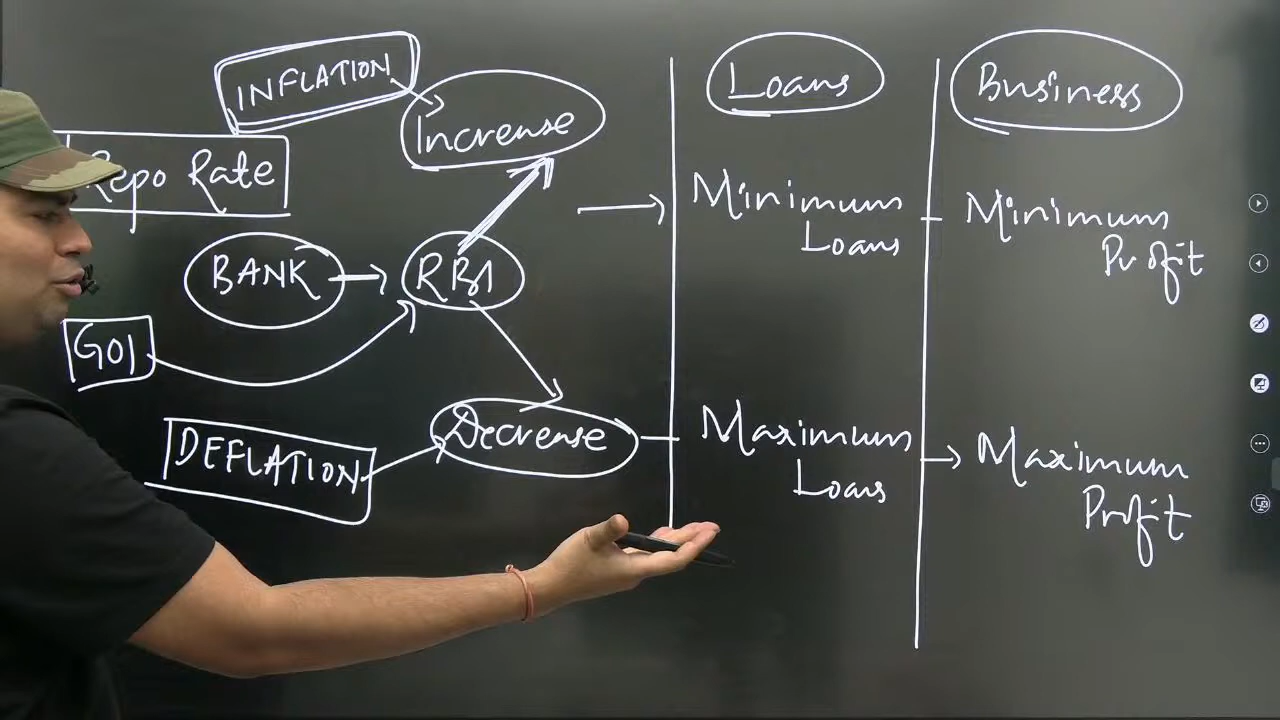 INFLATION
Increase
Repo Rate
BANK
RBI
GOI
DEFLATION
Decrease
Loans
Minimum
Loans
Maximum
Loans
Business
Minimum
Profit
Maximum
Profit